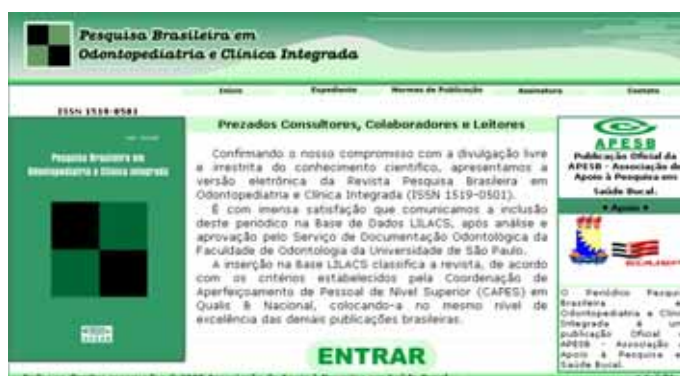 Pesquisa Brasileira em
Odontopediatria e Clínica Integrada
Início Expediente Normas de Publicação Assinatura Contato
ISSN 1519-0501
Pesquisa Brasileira em
Odontopediatria e Clínica Integrada
Prezados Consultores, Colaboradores e Leitores
Confirmando o nosso compromisso com a divulgação livre
e irrestrita do conhecimento científico, apresentamos a
versão eletrônica da Revista Pesquisa Brasileira em
Odontopediatria e Clínica Integrada (ISSN 1519-0501).
É com imensa satisfação que comunicamos a inclusão
deste periódico na Base de Dados LILACS, após análise e
aprovação pelo Serviço de Documentação Odontológica da
Faculdade de Odontologia da Universidade de São Paulo.
A inserção na Base LILACS classifica a revista, de acordo
com os critérios estabelecidos pela Coordenação de
Aperfeiçoamento de Pessoal de Nível Superior (CAPES) em
Qualis B Nacional, colocando-a no mesmo nível de
excelência das demais publicações brasileiras.
ENTRAR
APESB
Publicação Oficial da
APESB - Associação de
Apoio à Pesquisa em
Saúde Bucal.
Apoio
O Periódico Pesquisa
Brasileira e
Odontopediatria e Clíni
Integrada é um
publicação Oficial d
APESB - Associação d
Apoio à Pesquisa e
Saúde Bucal.